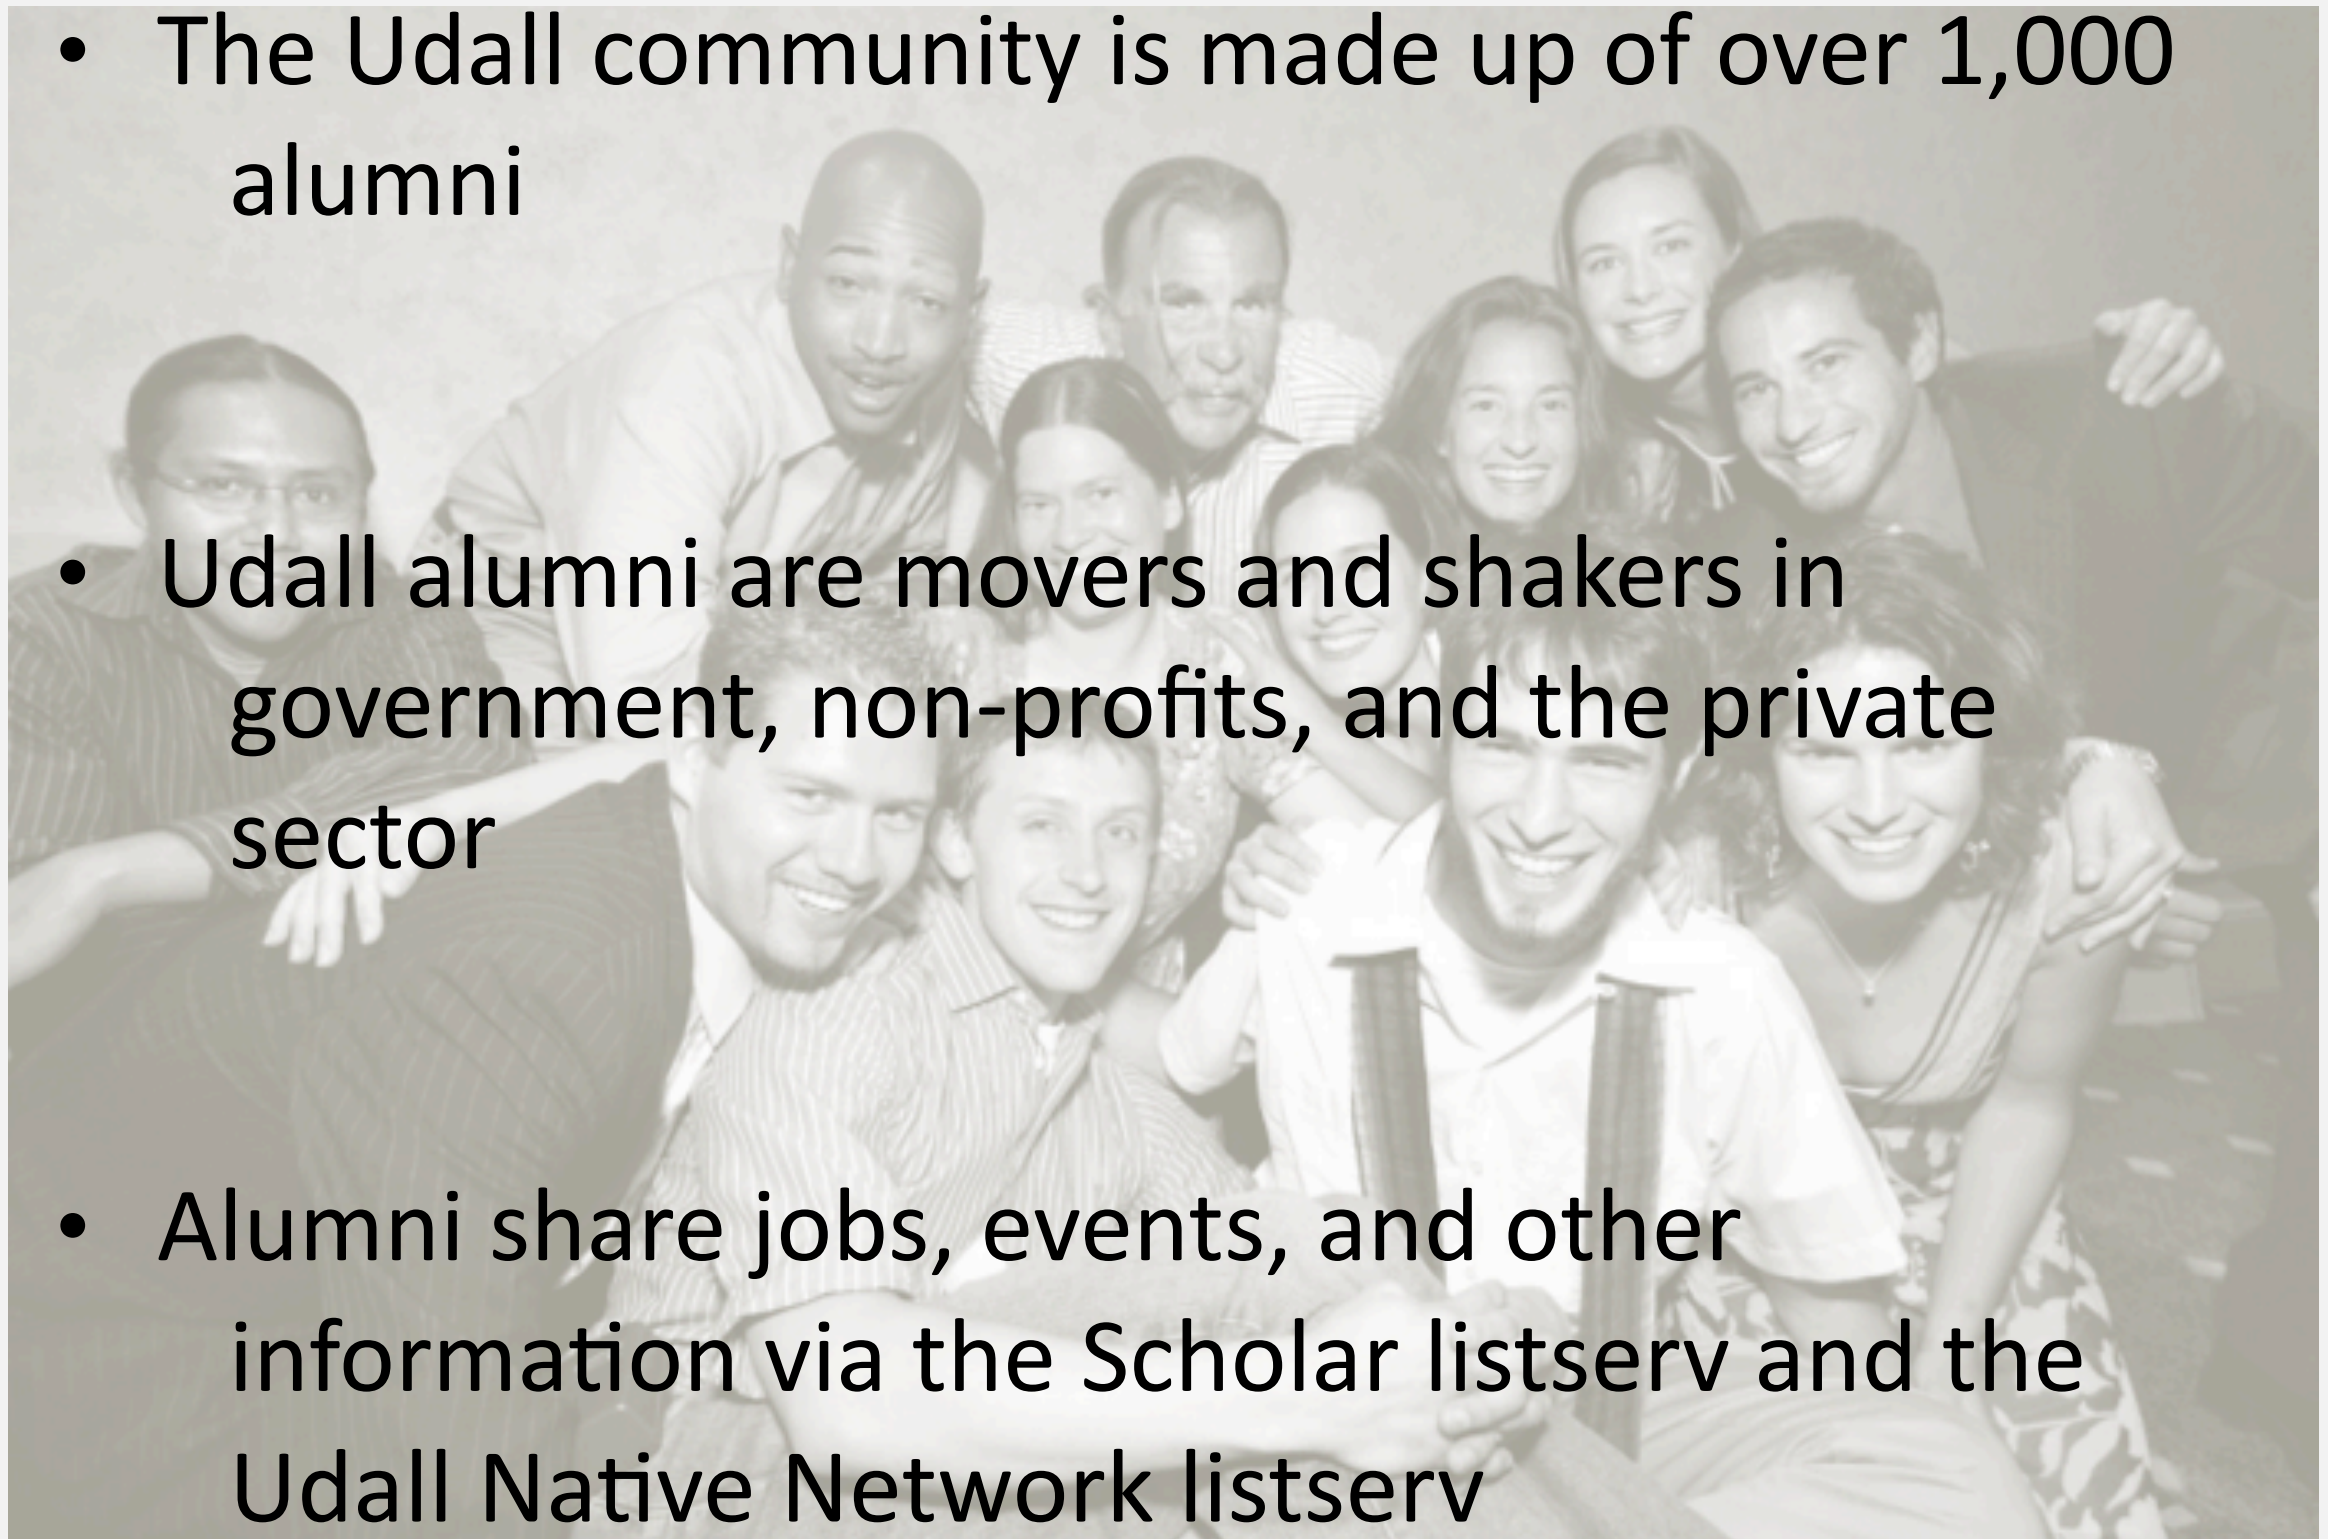 • The Udall community is made up of over 1,000
alumni
• Udall alumni are movers and shakers in
government, non-profits, and the private
sector
• Alumni share jobs, events, and other
information via the Scholar listserv and the
Udall Native Network listserv